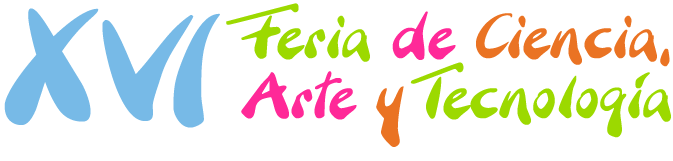 XVI Feria de Ciencia,
Arte y Tecnología